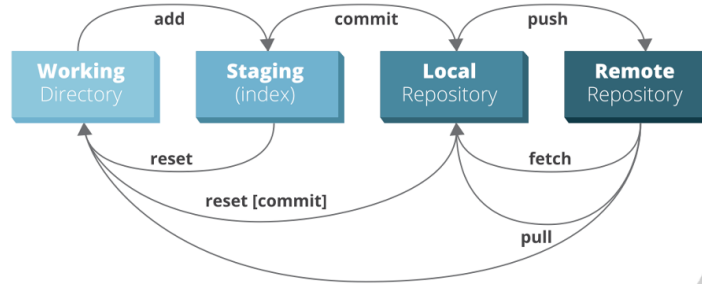 add
commit
push
Working
Directory
Staging
(index)
Local
Repository
Remote
Repository
reset
fetch
reset [commit]
pull